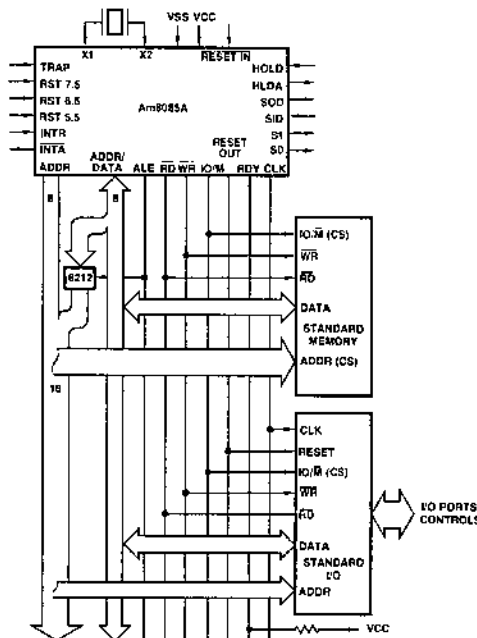 VSS VCC
X1
X2
RESET IN
TRAP
RST 7.5
RST 6.5
RST 5.5
INTR
INTA
Am8085A
HOLD
HLDA
SOD
SID
S1
S0
ADDR
ADDR/
DATA
ALE
RD
WR
IO/M
RESET
OUT
RDY
CLK
8
8
8212
16
IO/M (CS)
WR
RD
DATA
STANDARD
MEMORY
ADDR (CS)
CLK
RESET
IO/M (CS)
WR
RD
DATA
STANDARD
I/O
ADDR
I/O PORTS
CONTROLS
VCC